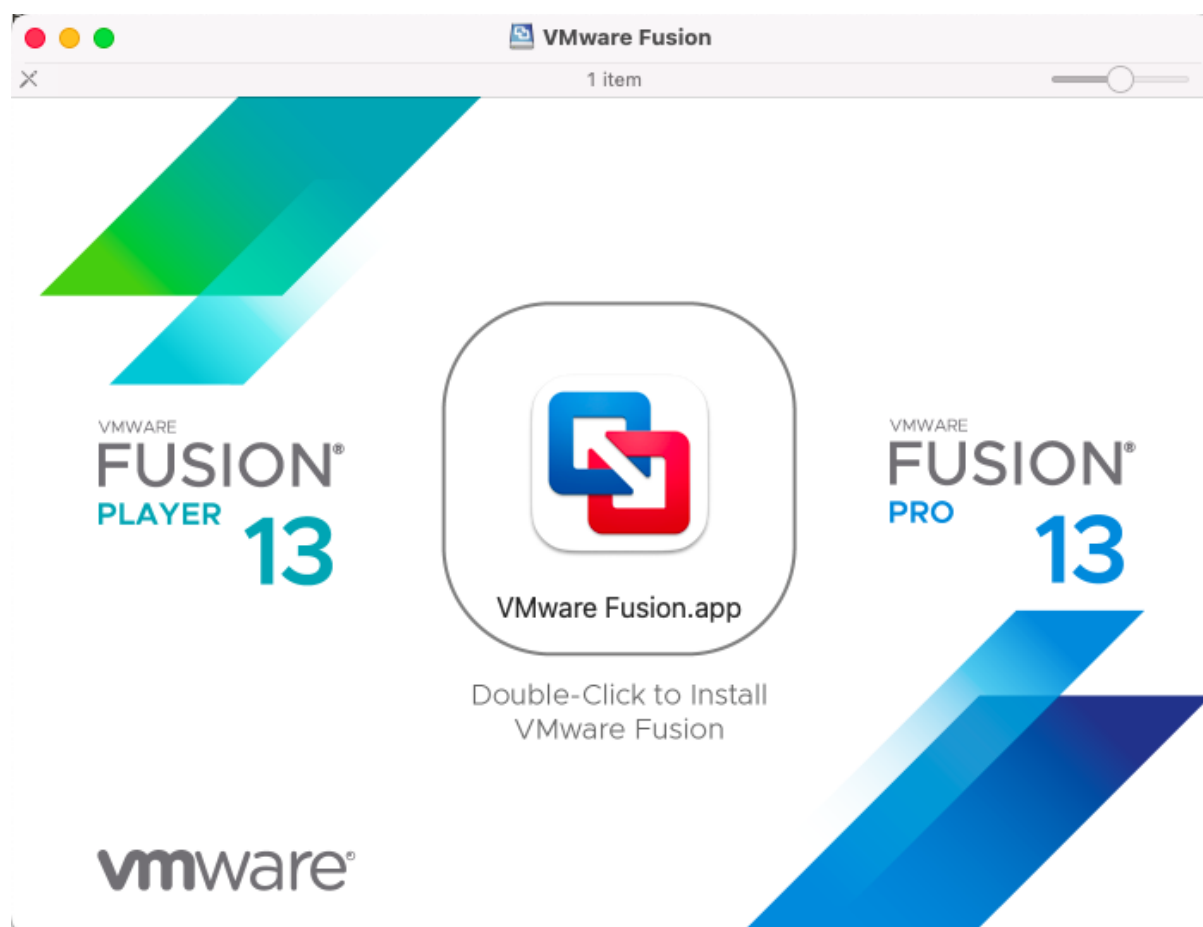 VMware Fusion
1 item
VMWARE
FUSION®
PLAYER 13
VMware Fusion.app
Double-Click to Install
VMware Fusion
VMWARE
FUSION®
PRO 13
vmware®